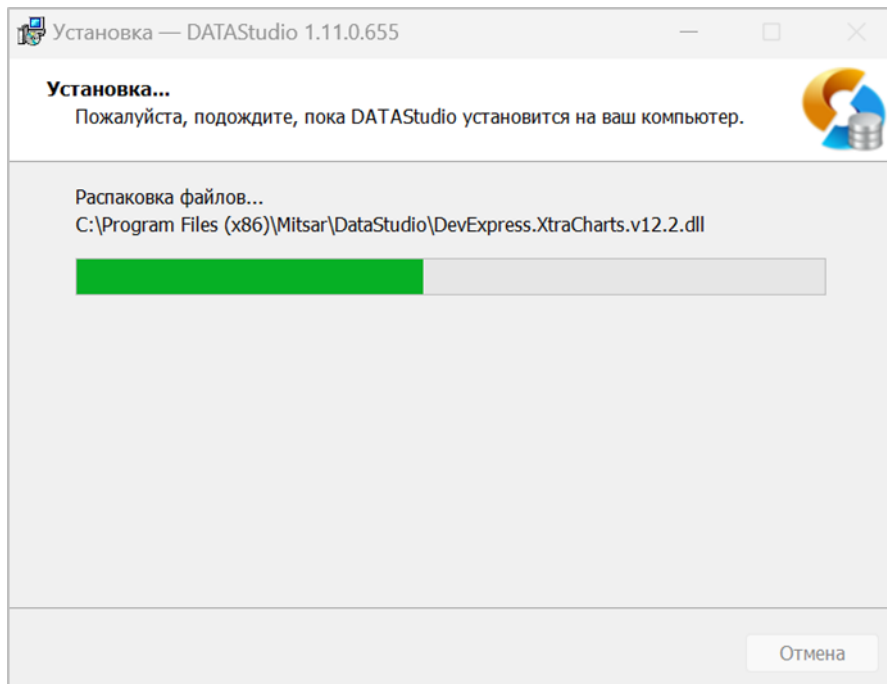 Установка — DATAStudio 1.11.0.655
Установка...
Пожалуйста, подождите, пока DATAStudio установится на ваш компьютер.
Распаковка файлов...
C:\Program Files (x86)\Mitsar\DataStudio\DevExpress.XtraCharts.v12.2.dll
Отмена